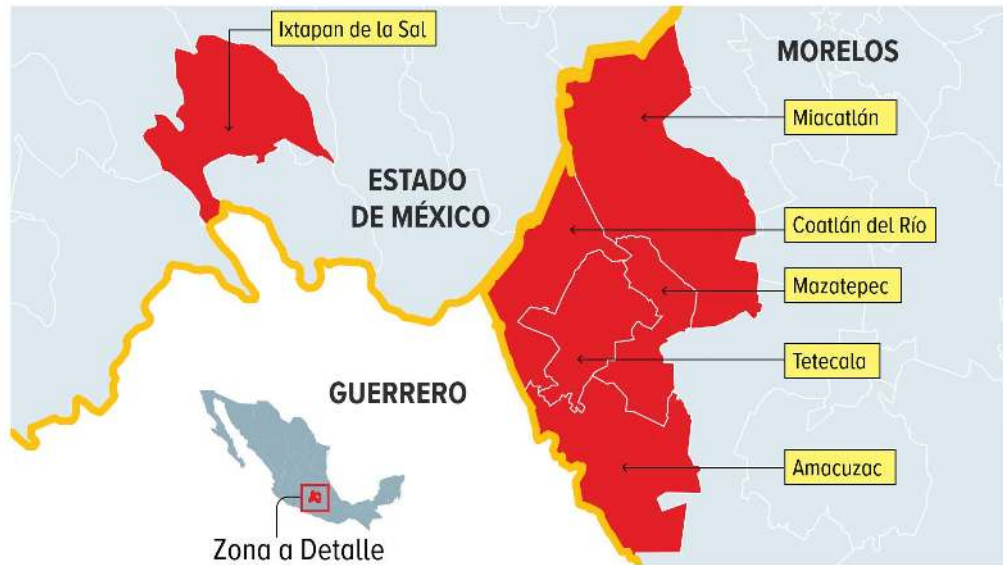 Ixtapan de la Sal
MORELOS
Miacatlán
ESTADO
DE MÉXICO
Coatlán del Río
Mazatepec
Tetecala
GUERRERO
Amacuzac
Zona a Detalle